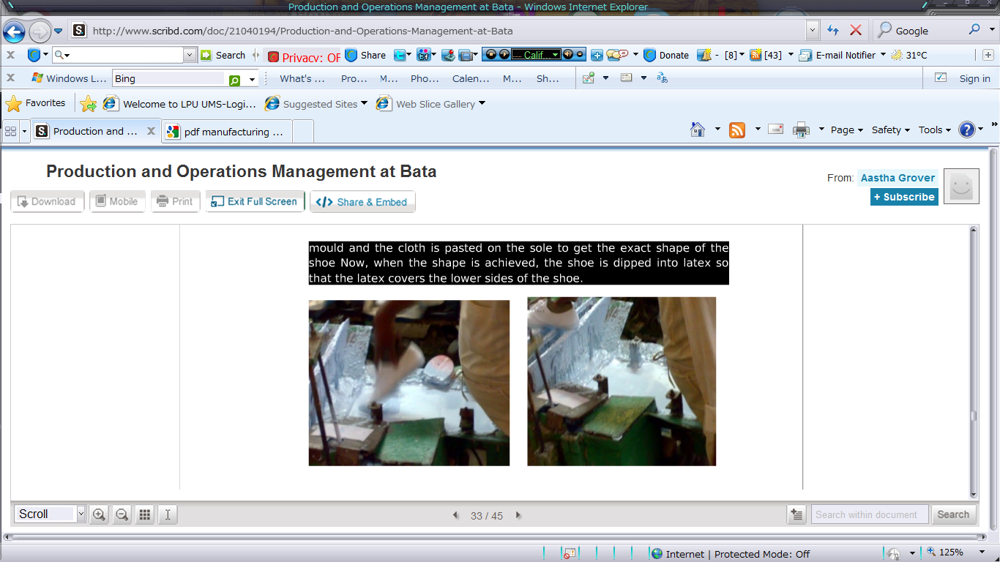 Production and Operations Management at Bata - Windows Internet Explorer
http://www.scribd.com/doc/21040194/Production-and-Operations-Management-at-Bata
Google
Search
Privacy: OF
Share
Calif...
Donate
- [8]
[43]
E-mail Notifier
31°C
Windows L...
Bing
What's ...
Pro...
M...
Pho...
Calen...
M...
Sh...
Sign in
Favorites
Welcome to LPU UMS-Logi...
Suggested Sites
Web Slice Gallery
Production and ...
pdf manufacturing ...
Page
Safety
Tools
Production and Operations Management at Bata
From: Aastha Grover
+ Subscribe
Download
Mobile
Print
Exit Full Screen
Share & Embed
mould and the cloth is pasted on the sole to get the exact shape of the
shoe Now, when the shape is achieved, the shoe is dipped into latex so
that the latex covers the lower sides of the shoe.
Scroll
33 / 45
Search within document
Search
Internet | Protected Mode: Off
125%